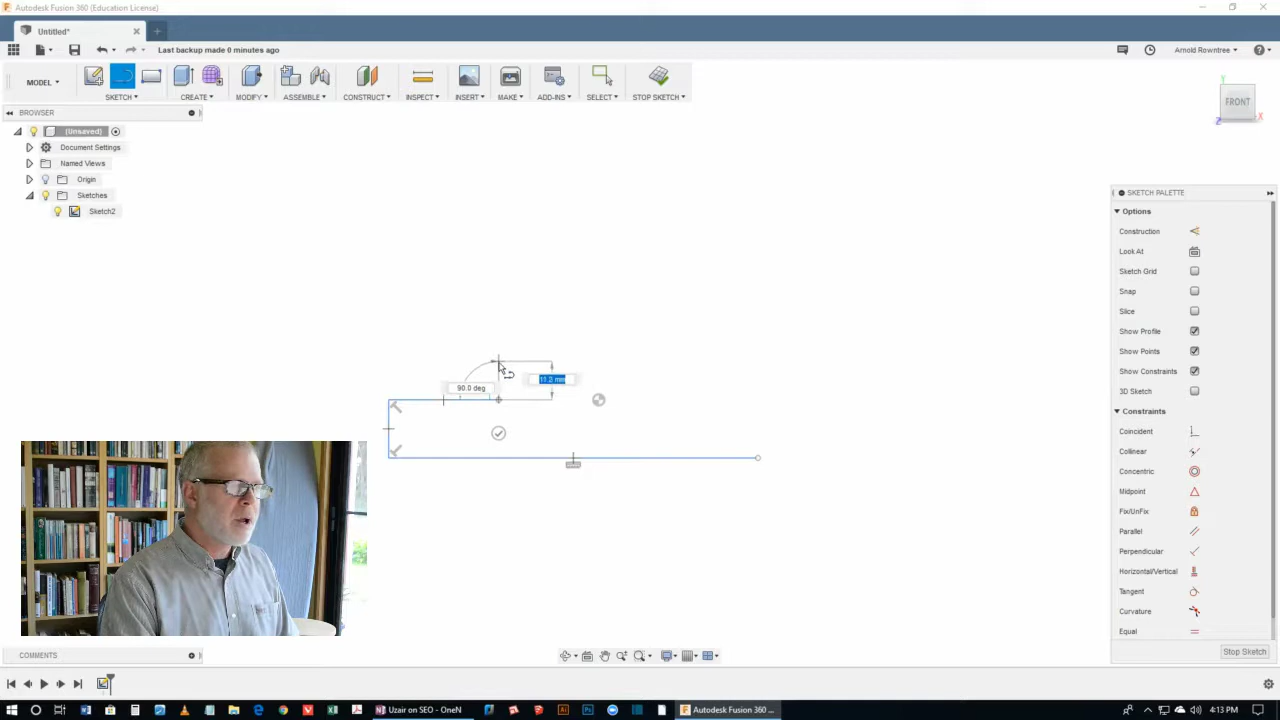 Autodesk Fusion 360 (Education License)
Untitled*
Last backup made 0 minutes ago
Arnold Rowntree
MODEL
SKETCH
CREATE
MODIFY
ASSEMBLE
CONSTRUCT
INSPECT
INSERT
MAKE
ADD-INS
SELECT
STOP SKETCH
BROWSER
(Unsaved)
Document Settings
Named Views
Origin
Sketches
Sketch2
Y
FRONT
X
Z
SKETCH PALETTE
Options
Construction
Look At
Sketch Grid
Snap
Slice
Show Profile
Show Points
Show Constraints
3D Sketch
Constraints
Coincident
Collinear
Concentric
Midpoint
Fix/UnFix
Parallel
Perpendicular
Horizontal/Vertical
Tangent
Curvature
Equal
Stop Sketch
90.0 deg
COMMENTS
Uzair on SEO - OneN
Autodesk Fusion 360 ...
4:13 PM